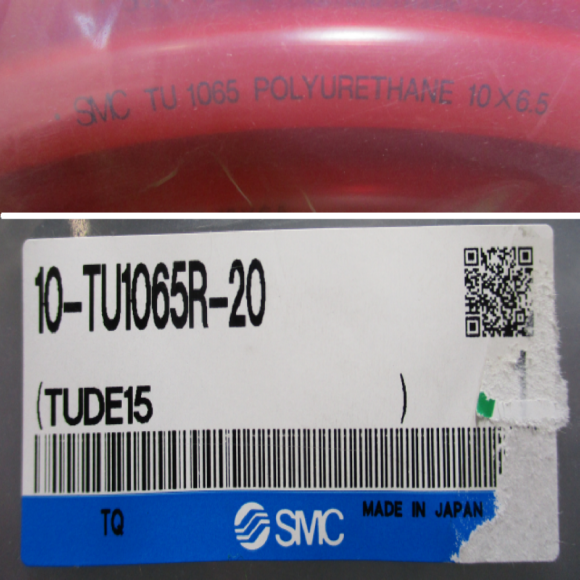 SMC TU 1065 POLYURETHANE 10×6.5
10-TU1065R-20
(TUDE15 )
TQ SMC MADE IN JAPAN